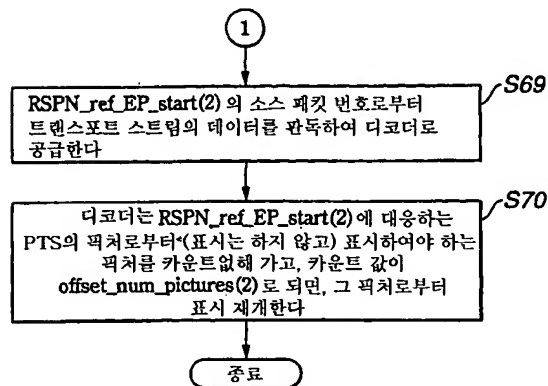 1
S69
RSPN_ref_EP_start(2) 의 소스 패킷 번호로부터
트랜스포트 스트림의 데이터를 판독하여 디코더로
공급한다
S70
디코더는 RSPN_ref_EP_start(2) 에 대응하는
PTS의 픽처로부터 (표시는 하지 않고) 표시하여야 하는
픽처를 카운트없해 가고, 카운트 값이
offset_num_pictures(2) 로 되면, 그 픽처로부터
표시 재개한다
종료